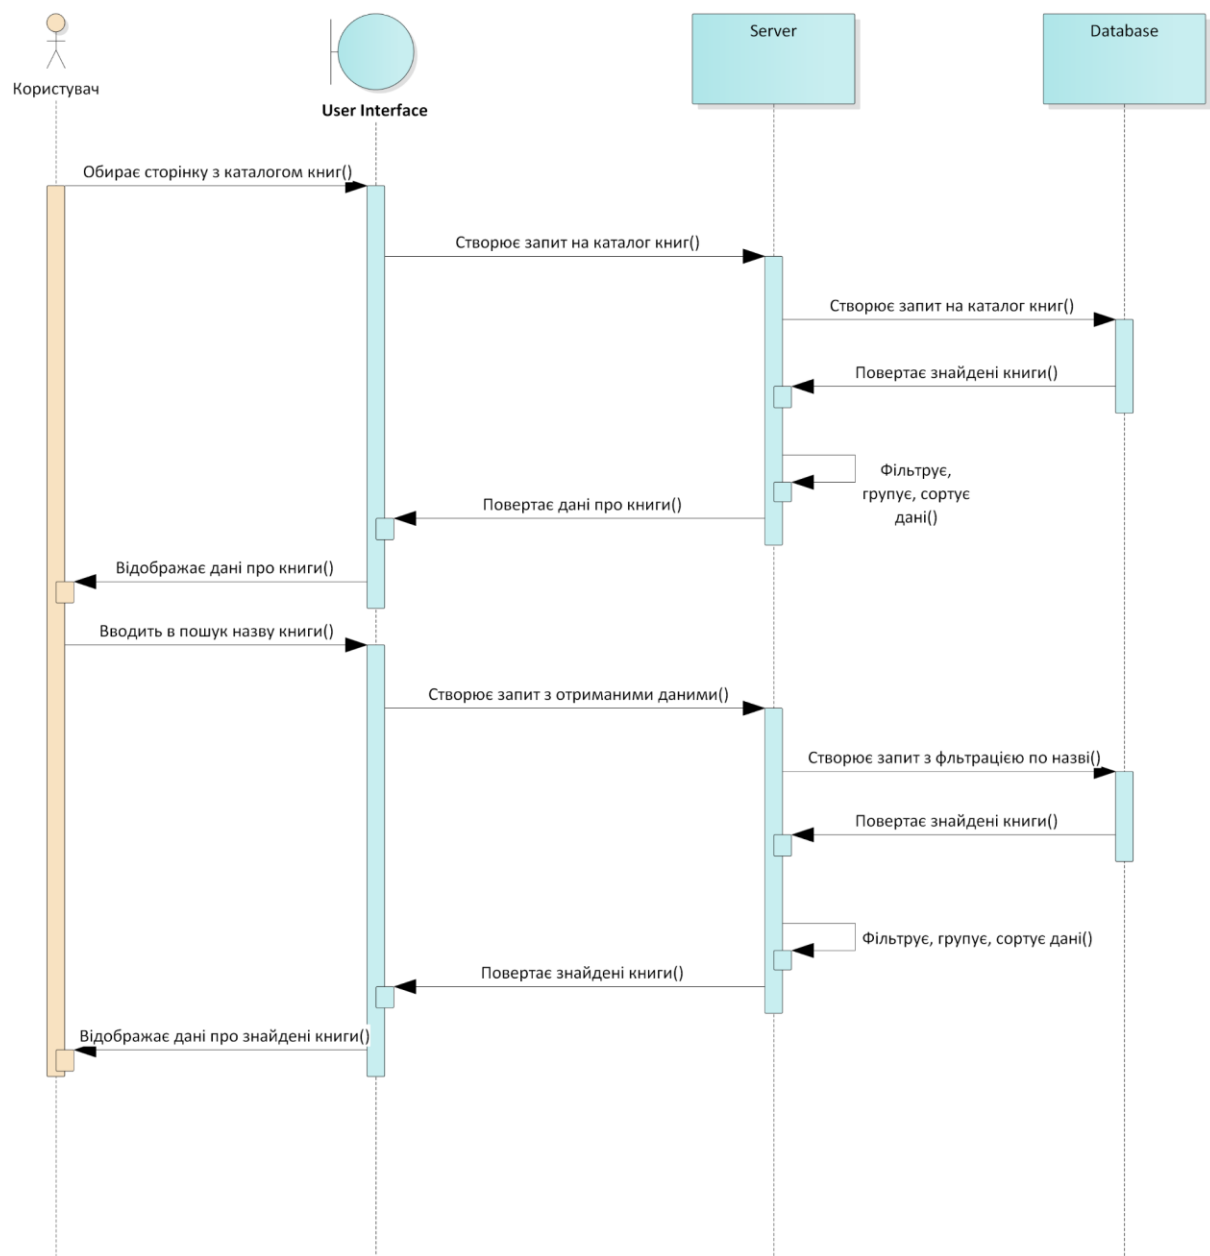 Користувач
User Interface
Server
Database
Обирає сторінку з каталогом книг()
Створює запит на каталог книг()
Створює запит на каталог книг()
Повертає знайдені книги()
Фільтрує,
групує, сортує
дані()
Повертає дані про книги()
Відображає дані про книги()
Вводить в пошук назву книги()
Створює запит з отриманими даними()
Створює запит з фльтрацією по назві()
Повертає знайдені книги()
Фільтрує, групує, сортує дані()
Повертає знайдені книги()
Відображає дані про знайдені книги()